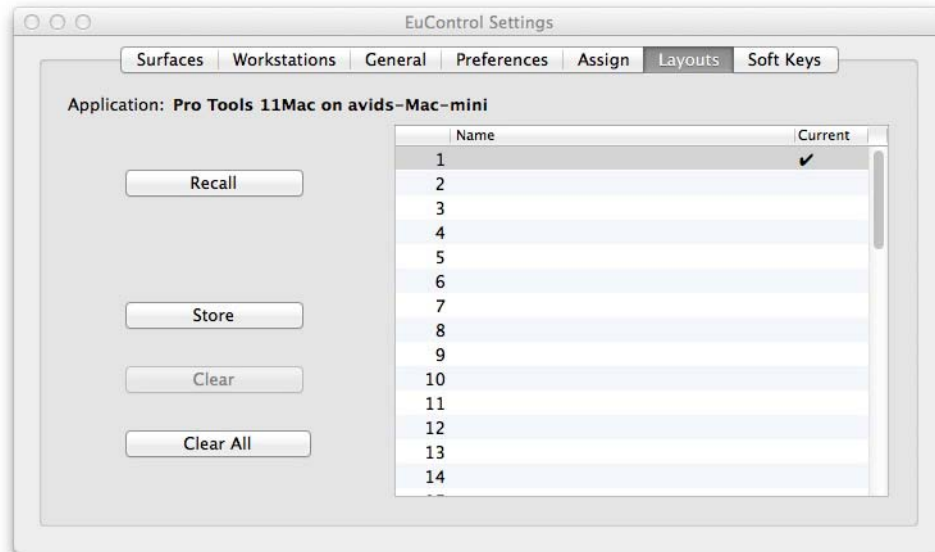 EuControl Settings
Surfaces Workstations General Preferences Assign Layouts Soft Keys
Application: Pro Tools 11Mac on avids-Mac-mini
Name Current
1 ✔
Recall
2
3
4
5
6
7
Store
8
9
Clear
10
11
12
Clear All
13
14